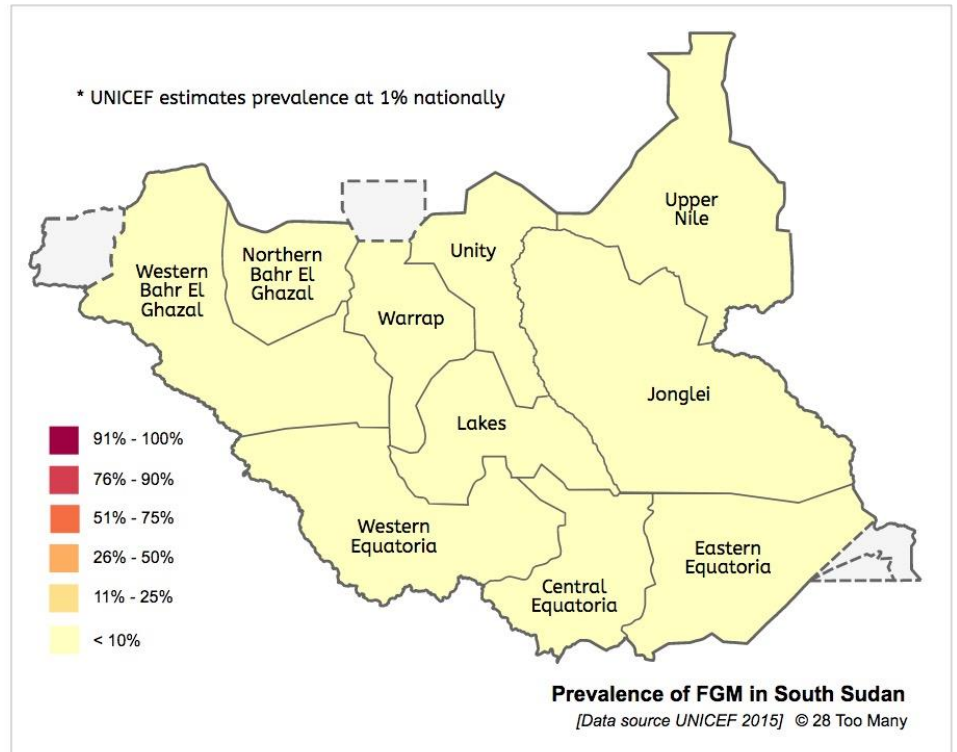 * UNICEF estimates prevalence at 1% nationally
Upper
Nile
Unity
Northern
Bahr El
Ghazal
Western
Bahr El
Ghazal
Warrap
Jonglei
Lakes
91% - 100%
76% - 90%
51% - 75%
26% - 50%
11% - 25%
< 10%
Western
Equatoria
Central
Equatoria
Eastern
Equatoria
Prevalence of FGM in South Sudan
[Data source UNICEF 2015] © 28 Too Many